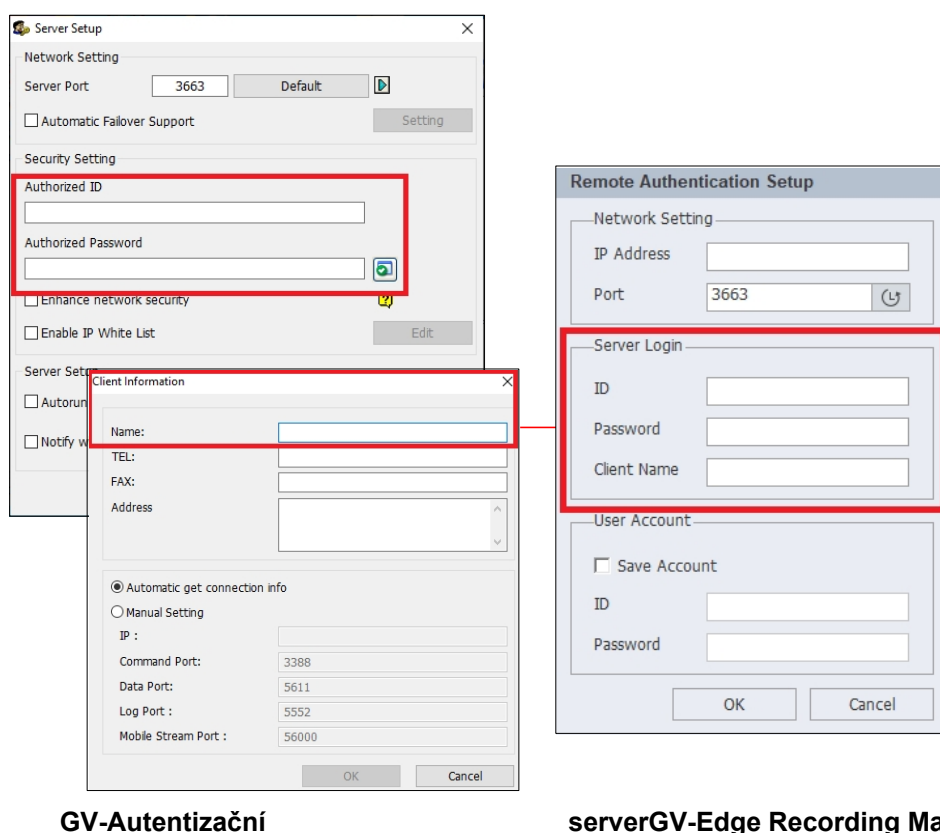 Server Setup
Network Setting
Server Port 3663 Default
Automatic Failover Support Setting
Security Setting
Authorized ID
Authorized Password
Enhance network security
Enable IP White List Edit
Server
Autorun
Notify
Client Information
Name:
TEL:
FAX:
Address
Automatic get connection info
Manual Setting
IP :
Command Port: 3388
Data Port: 5611
Log Port : 5552
Mobile Stream Port : 56000
OK Cancel
Remote Authentication Setup
Network Setting
IP Address
Port 3663
Server Login
ID
Password
Client Name
User Account
Save Account
ID
Password
OK Cancel
GV-Autentizační serverGV-Edge Recording